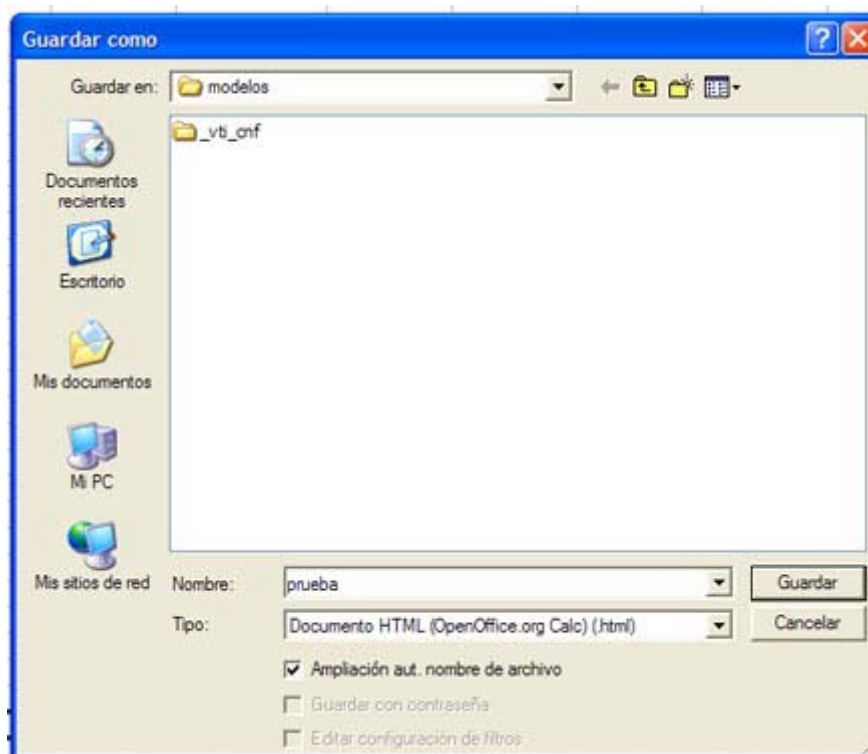 Guardar como
Guardar en:
modelos
_vti_cnf
Documentos
recientes
Escritorio
Mis documentos
Mi PC
Mis sitios de red
Nombre:
prueba
Guardar
Tipo:
Documento HTML (OpenOffice.org Calc) (.html)
Cancelar
Ampliación aut. nombre de archivo
Guardar con contraseña
Editar configuración de filtros